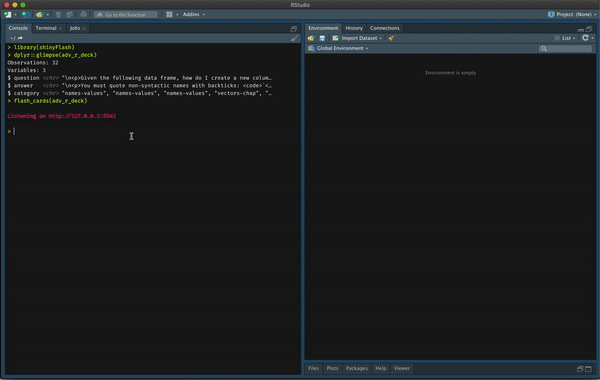 RStudio
Go to file/function
Addins
Project: (None)
Console Terminal Jobs
~/
> library(shinyFlash)
> dplyr::glimpse(adv_r_deck)
Observations: 32
Variables: 3
$ question <chr> "\n<p>Given the following data frame, how do I create a new colum…
$ answer <chr> "\n<p>You must quote non-syntactic names with backticks: <code>`<…
$ category <chr> "names-values", "names-values", "names-values", "vectors-chap", "…
> flash_cards(adv_r_deck)
Listening on http://127.0.0.1:
>
Environment History Connections
Import Dataset
List
Global Environment
Environment is empty
Files Plots Packages Help Viewer